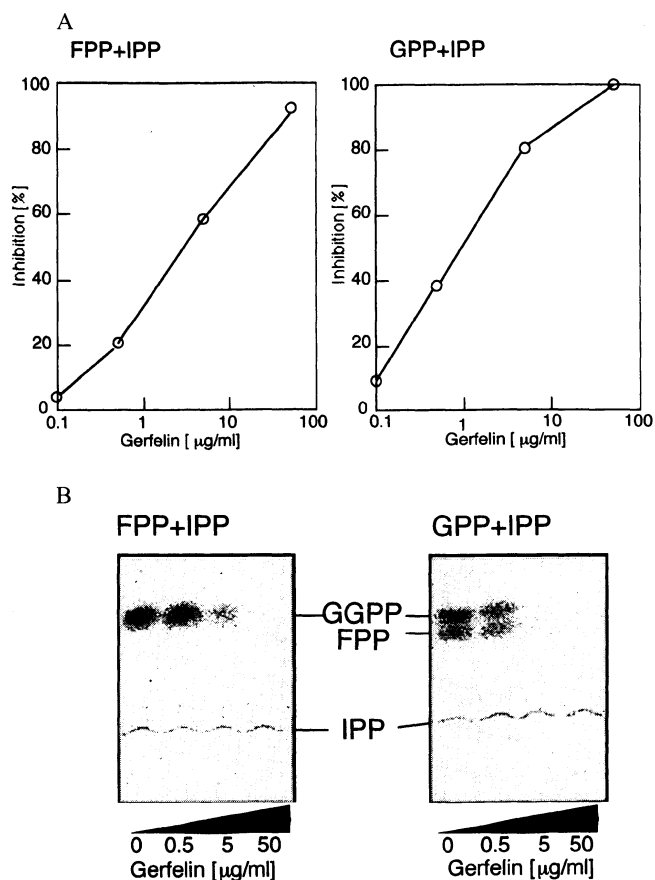 A
FPP+IPP
GPP+IPP
Inhibition [%]
100
80
60
40
20
0
0.1 1 10 100
Gerfelin [ μg/ml]
Inhibition [%]
100
80
60
40
20
0
0.1 1 10 100
Gerfelin [ μg/ml]
B
FPP+IPP
GPP+IPP
GGPP
FPP
IPP
0 0.5 5 50
Gerfelin [μg/ml]
0 0.5 5 50
Gerfelin [μg/ml]